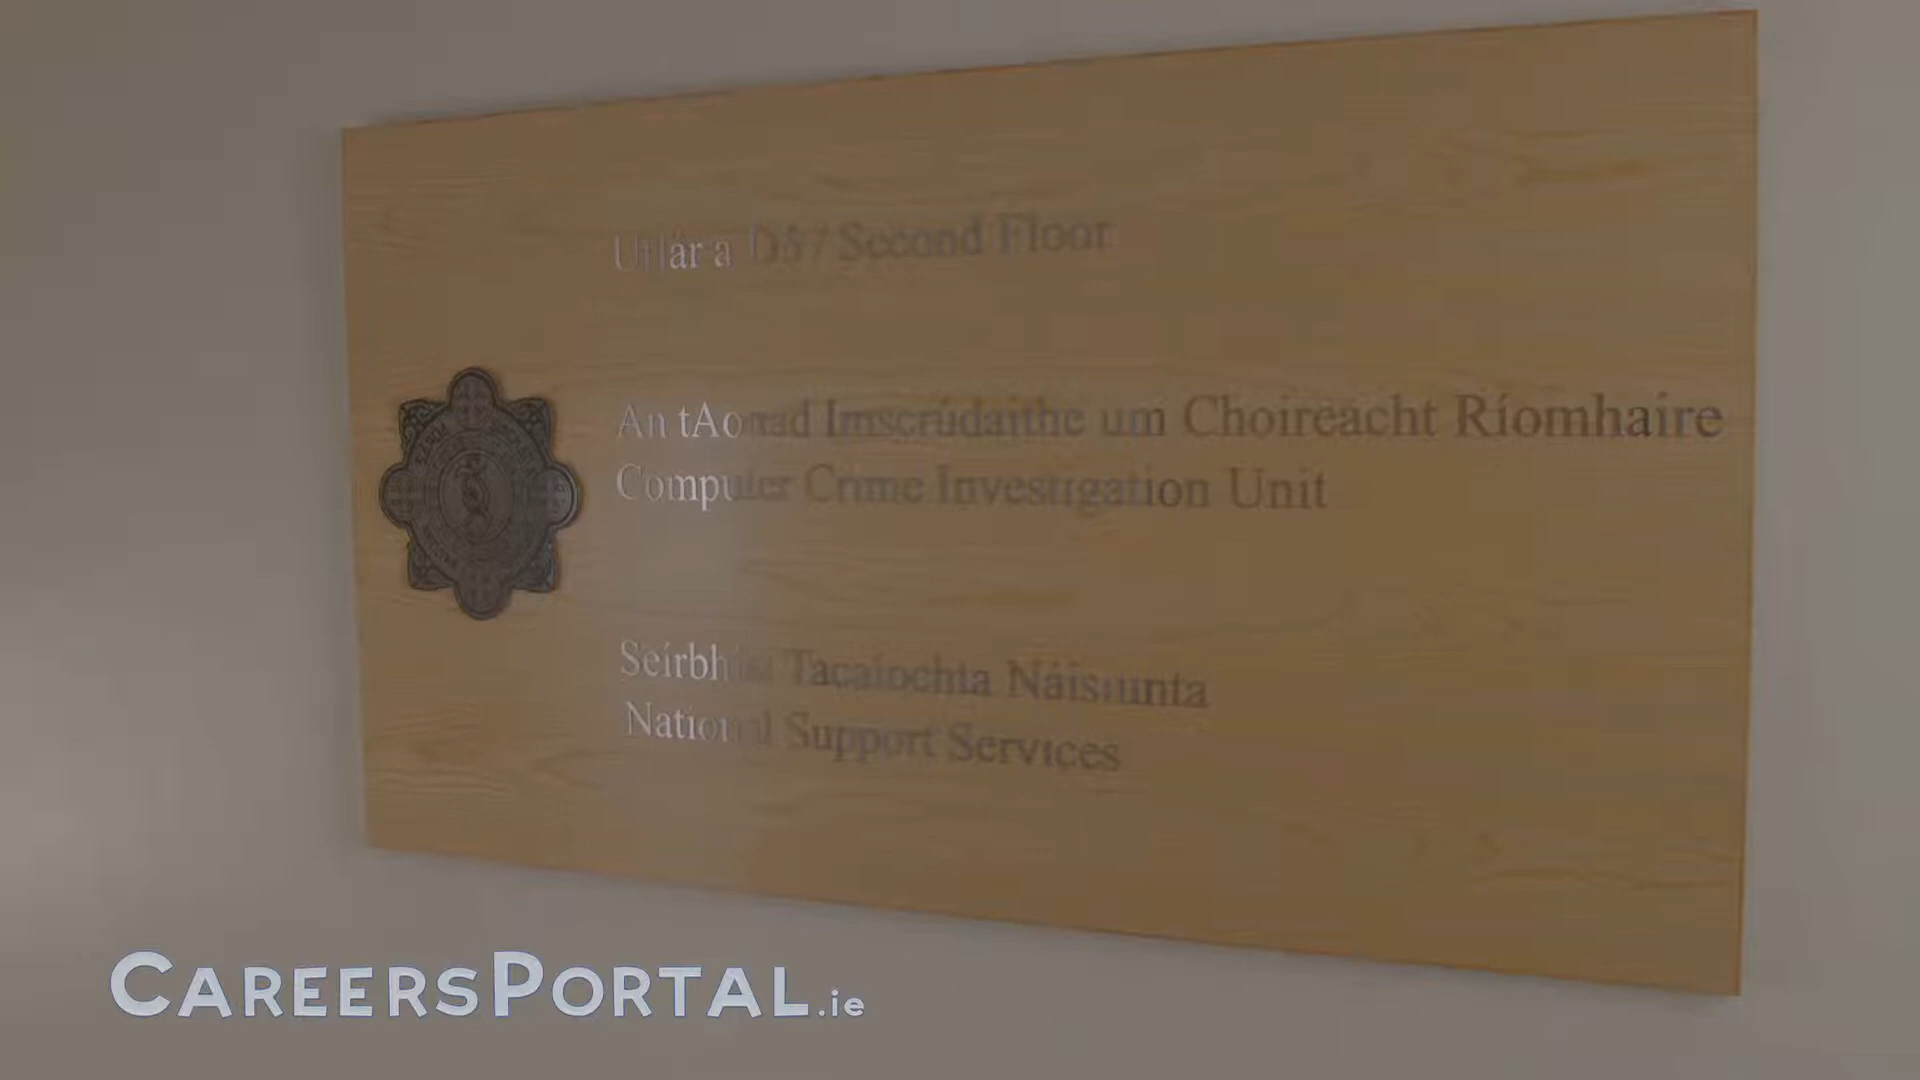 Urlár a Dó / Second Floor
An tAonad Imscrúdaithe um Choireacht Ríomhaire
Computer Crime Investigation Unit
Seirbhísí Tacaíochta Náisiúnta
National Support Services
CAREERSPORTAL.ie